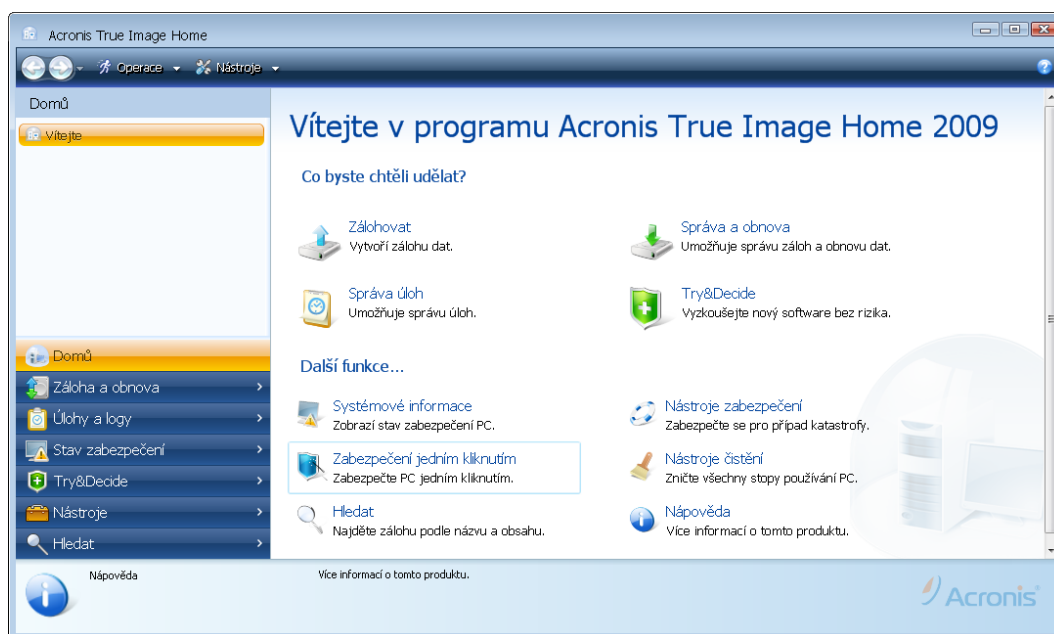 Acronis True Image Home
Operace
Nástroje
Domů
Vítejte
Vítejte v programu Acronis True Image Home 2009
Co byste chtěli udělat?
Zálohovat
Vytvoří zálohu dat.
Správa a obnova
Umožňuje správu záloh a obnovu dat.
Správa úloh
Umožňuje správu úloh.
Try&Decide
Vyzkoušejte nový software bez rizika.
Další funkce...
Systémové informace
Zobrazí stav zabezpečení PC.
Nástroje zabezpečení
Zabezpečte se pro případ katastrofy.
Zabezpečení jedním kliknutím
Zabezpečte PC jedním kliknutím.
Nástroje čistění
Zničte všechny stopy používání PC.
Hledat
Najděte zálohu podle názvu a obsahu.
Nápověda
Více informací o tomto produktu.
Domů
Záloha a obnova
Úlohy a logy
Stav zabezpečení
Try&Decide
Nástroje
Hledat
Nápověda
Více informací o tomto produktu.
Acronis